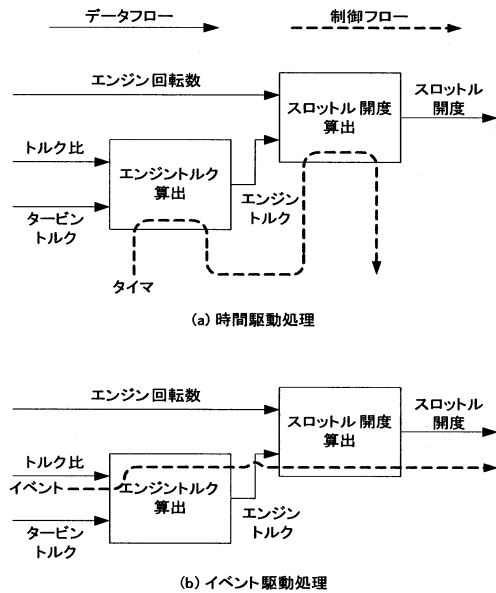 データフロー
制御フロー
エンジン回転数
スロットル開度
算出
スロットル
開度
トルク比
エンジントルク
算出
エンジン
トルク
タービン
トルク
タイマ
(a) 時間駆動処理
エンジン回転数
スロットル開度
算出
スロットル
開度
トルク比
イベント
エンジントルク
算出
エンジン
トルク
タービン
トルク
(b) イベント駆動処理